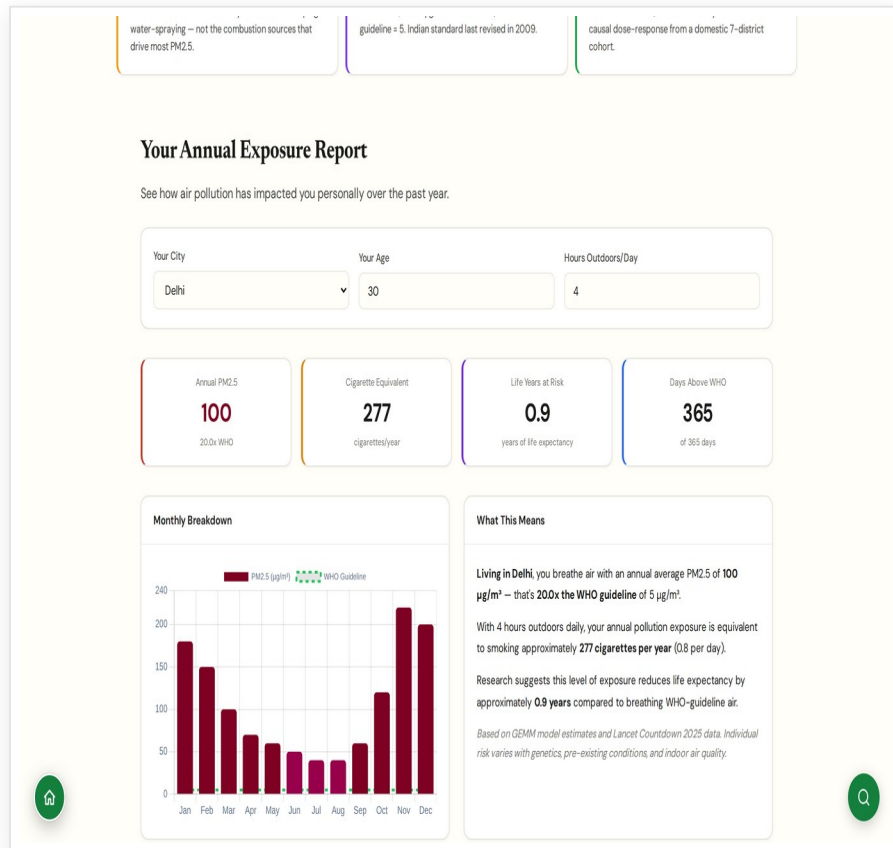 water-spraying — not the combustion sources that
drive most PM2.5.
guideline = 5. Indian standard last revised in 2009.
causal dose-response from a domestic 7-district
cohort.
Your Annual Exposure Report
See how air pollution has impacted you personally over the past year.
Your City
Your Age
Hours Outdoors/Day
Delhi
30
4
Annual PM2.5
100
20.0x WHO
Cigarette Equivalent
277
cigarettes/year
Life Years at Risk
0.9
years of life expectancy
Days Above WHO
365
of 365 days
Monthly Breakdown
PM2.5 (µg/m³)
WHO Guideline
240
200
150
100
50
0
Jan Feb Mar Apr May Jun Jul Aug Sep Oct Nov Dec
What This Means
Living in Delhi, you breathe air with an annual average PM2.5 of 100
µg/m³ — that's 20.0x the WHO guideline of 5 µg/m³.
With 4 hours outdoors daily, your annual pollution exposure is equivalent
to smoking approximately 277 cigarettes per year (0.8 per day).
Research suggests this level of exposure reduces life expectancy by
approximately 0.9 years compared to breathing WHO-guideline air.
Based on GEMM model estimates and Lancet Countdown 2025 data. Individual
risk varies with genetics, pre-existing conditions, and indoor air quality.